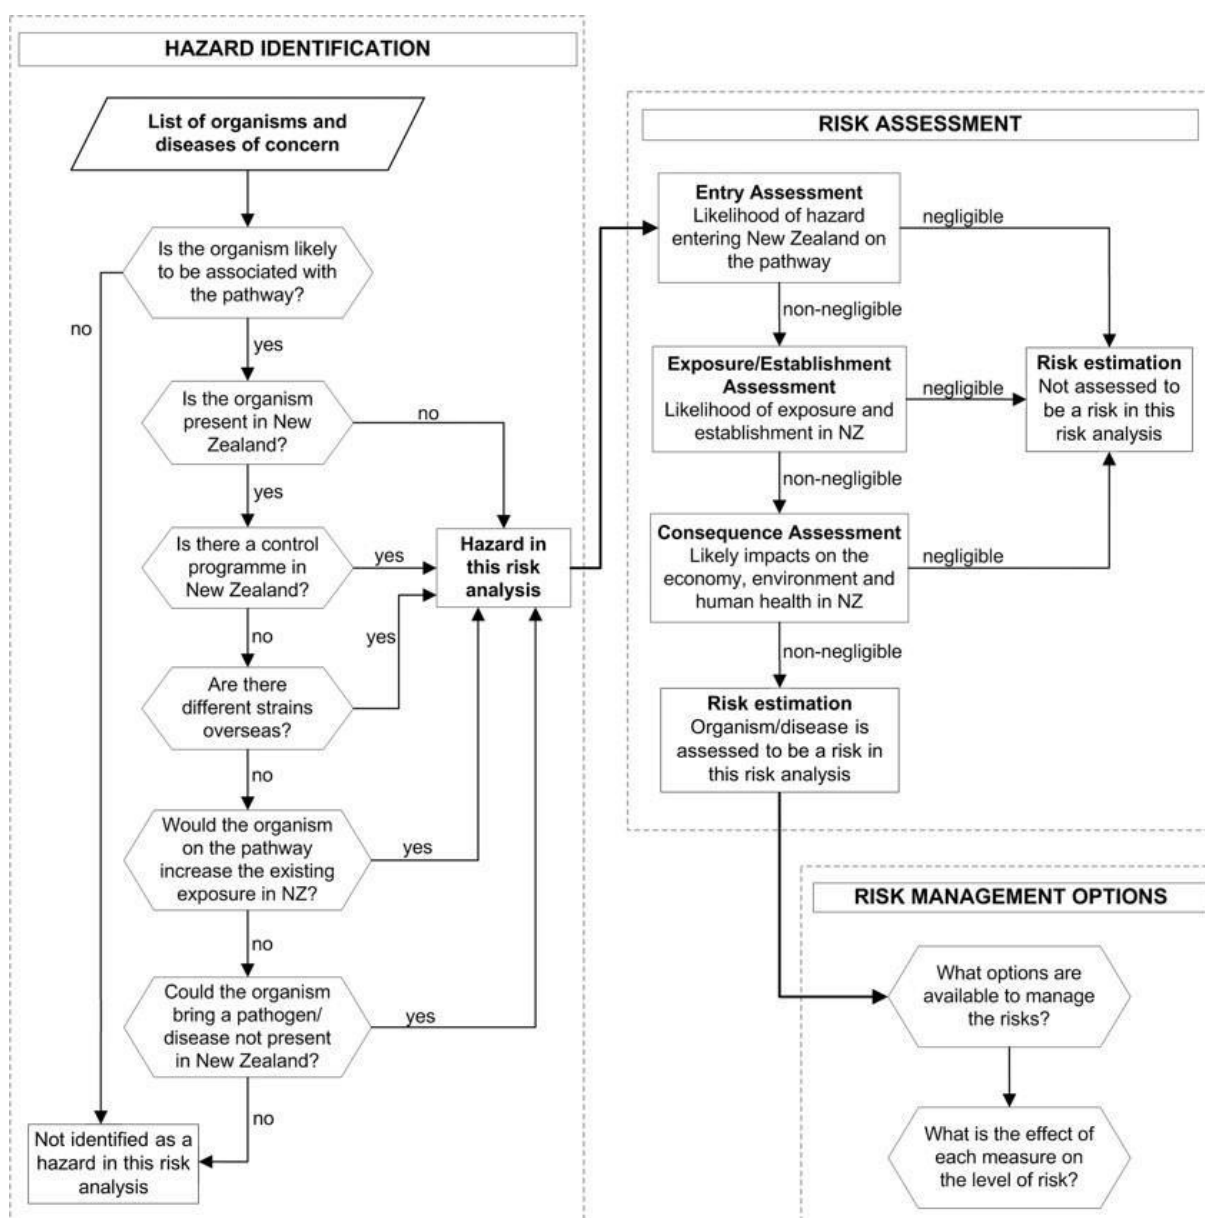 HAZARD IDENTIFICATION
List of organisms and
diseases of concern
Is the organism likely
to be associated with
the pathway?
no
yes
Is the organism
present in New
Zealand?
no
yes
Is there a control
programme in
New Zealand?
yes
Hazard in
this risk
analysis
no
yes
Are there
different strains
overseas?
no
Would the organism
on the pathway
increase the existing
exposure in NZ?
yes
no
Could the organism
bring a pathogen/
disease not present
in New Zealand?
yes
no
Not identified as a
hazard in this risk
analysis
RISK ASSESSMENT
Entry Assessment
Likelihood of hazard
entering New Zealand on
the pathway
negligible
non-negligible
Exposure/Establishment
Assessment
Likelihood of exposure and
establishment in NZ
negligible
Risk estimation
Not assessed to
be a risk in this
risk analysis
non-negligible
Consequence Assessment
Likely impacts on the
economy, environment and
human health in NZ
negligible
non-negligible
Risk estimation
Organism/disease is
assessed to be a risk in
this risk analysis
RISK MANAGEMENT OPTIONS
What options are
available to manage
the risks?
What is the effect of
each measure on
the level of risk?